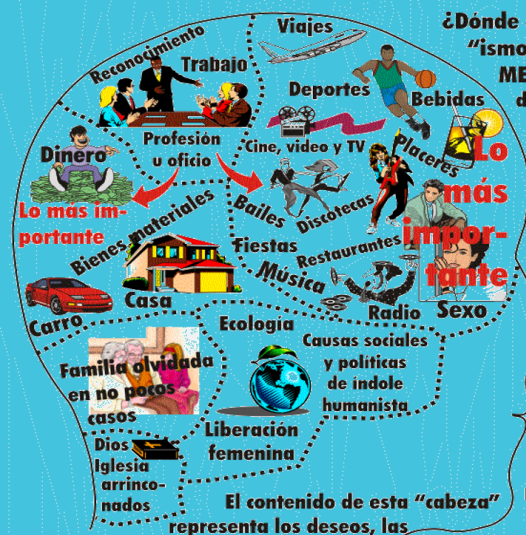 ¿Dónde
"ismo
ME
d
Viajes
Reconocimiento
Trabajo
Deportes
Bebidas
Profesión
u oficio
Cine, video y TV
Placeres
Dinero
Lo más im-
portante
Lo
más
impor-
tante
Bienes materiales
Bailes
Discotecas
Fiestas
Restaurantes
Música
Casa
Carro
Radio
Sexo
Ecología
Causas sociales
y políticas
de índole
humanista
Familia olvidada
en no pocos
casos
Liberación
femenina
Dios
Iglesia
arrinco-
nados
El contenido de esta "cabeza"
representa los deseos, las